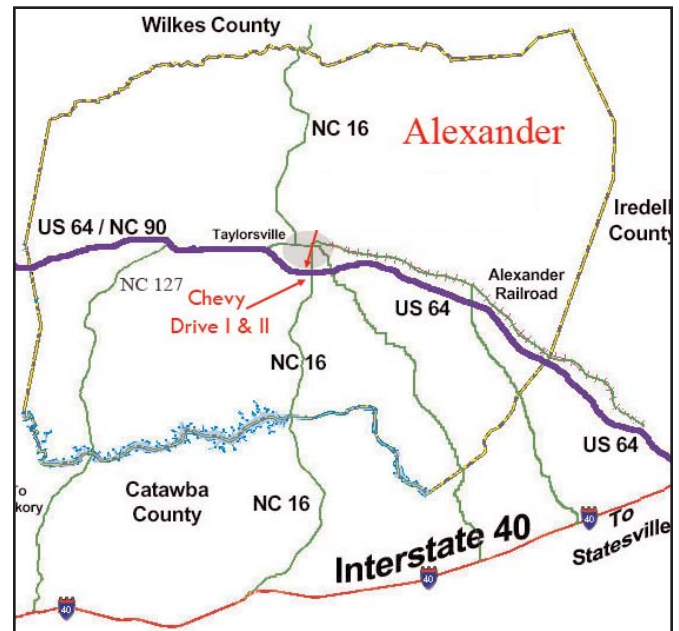 Wilkes County
NC 16
Alexander
US 64 / NC 90
Taylorsville
Iredell
County
NC 127
Chevy
Drive I & II
US 64
Alexander
Railroad
NC 16
US 64
To
kory
Catawba
County
NC 16
Interstate 40
To
Statesville
40
40
40